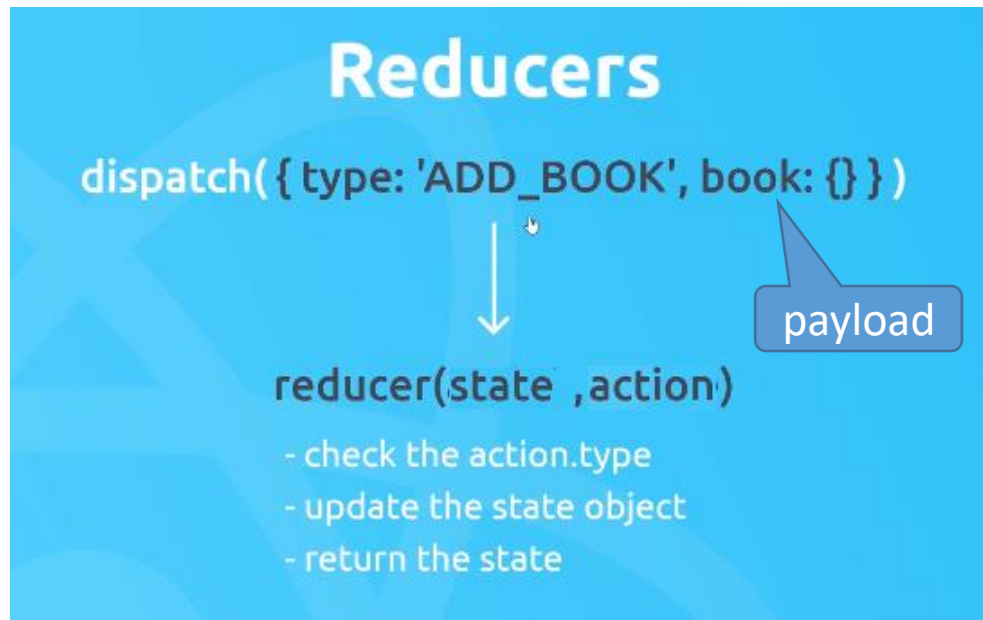 Reducers
dispatch( { type: 'ADD_BOOK', book: {} } )
payload
reducer(state ,action)
- check the action.type
- update the state object
- return the state